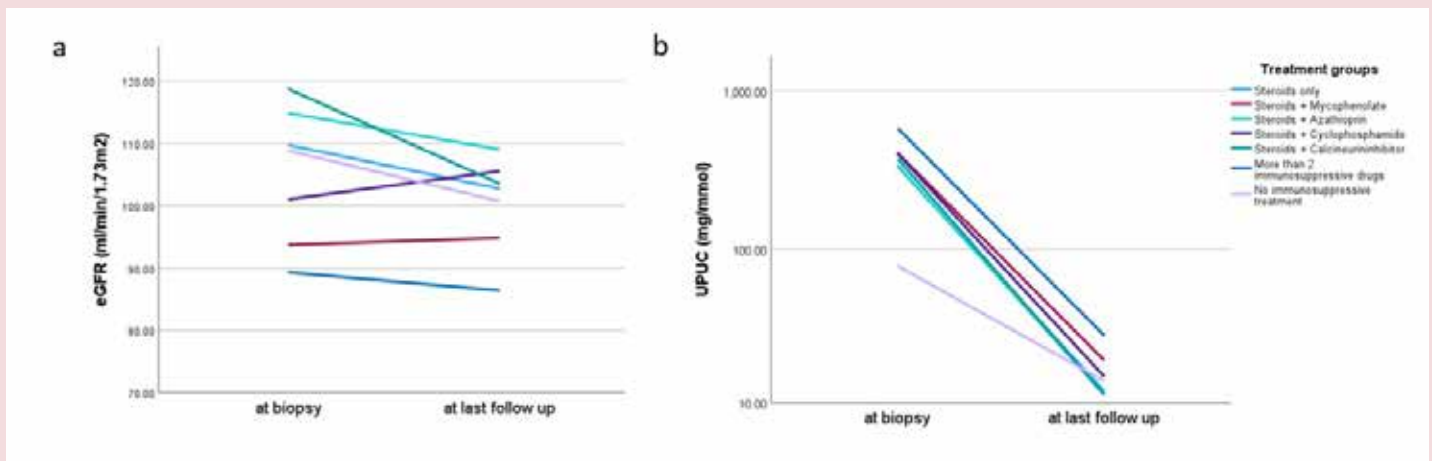 a
120.00
110.00
100.00
90.00
80.00
70.00
eGFR (ml/min/1.73m2)
at biopsy
at last follow up
b
1,000.00
100.00
10.00
UPUC (mg/mmol)
at biopsy
at last follow up
Treatment groups
Steroids only
Steroids + Mycophenolate
Steroids + Azathioprin
Steroids + Cyclophosphamide
Steroids + Calcineurininhibitor
More than 2
immunosuppressive drugs
No immunosuppressive
treatment